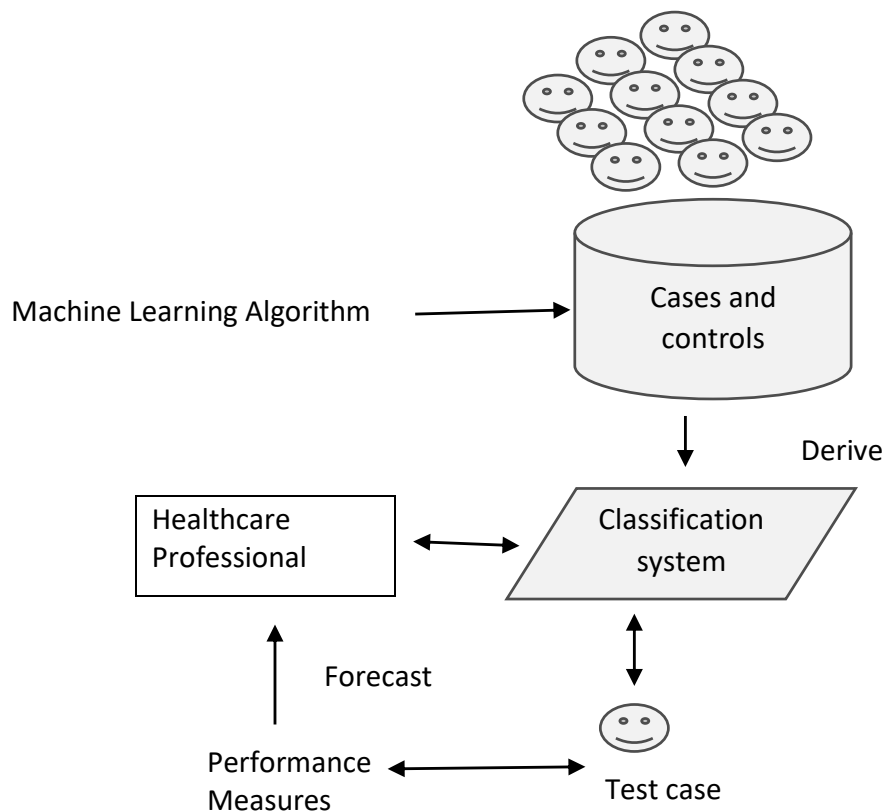 Cases and
controls
Machine Learning Algorithm
Derive
Healthcare
Professional
Classification
system
Forecast
Performance
Measures
Test case